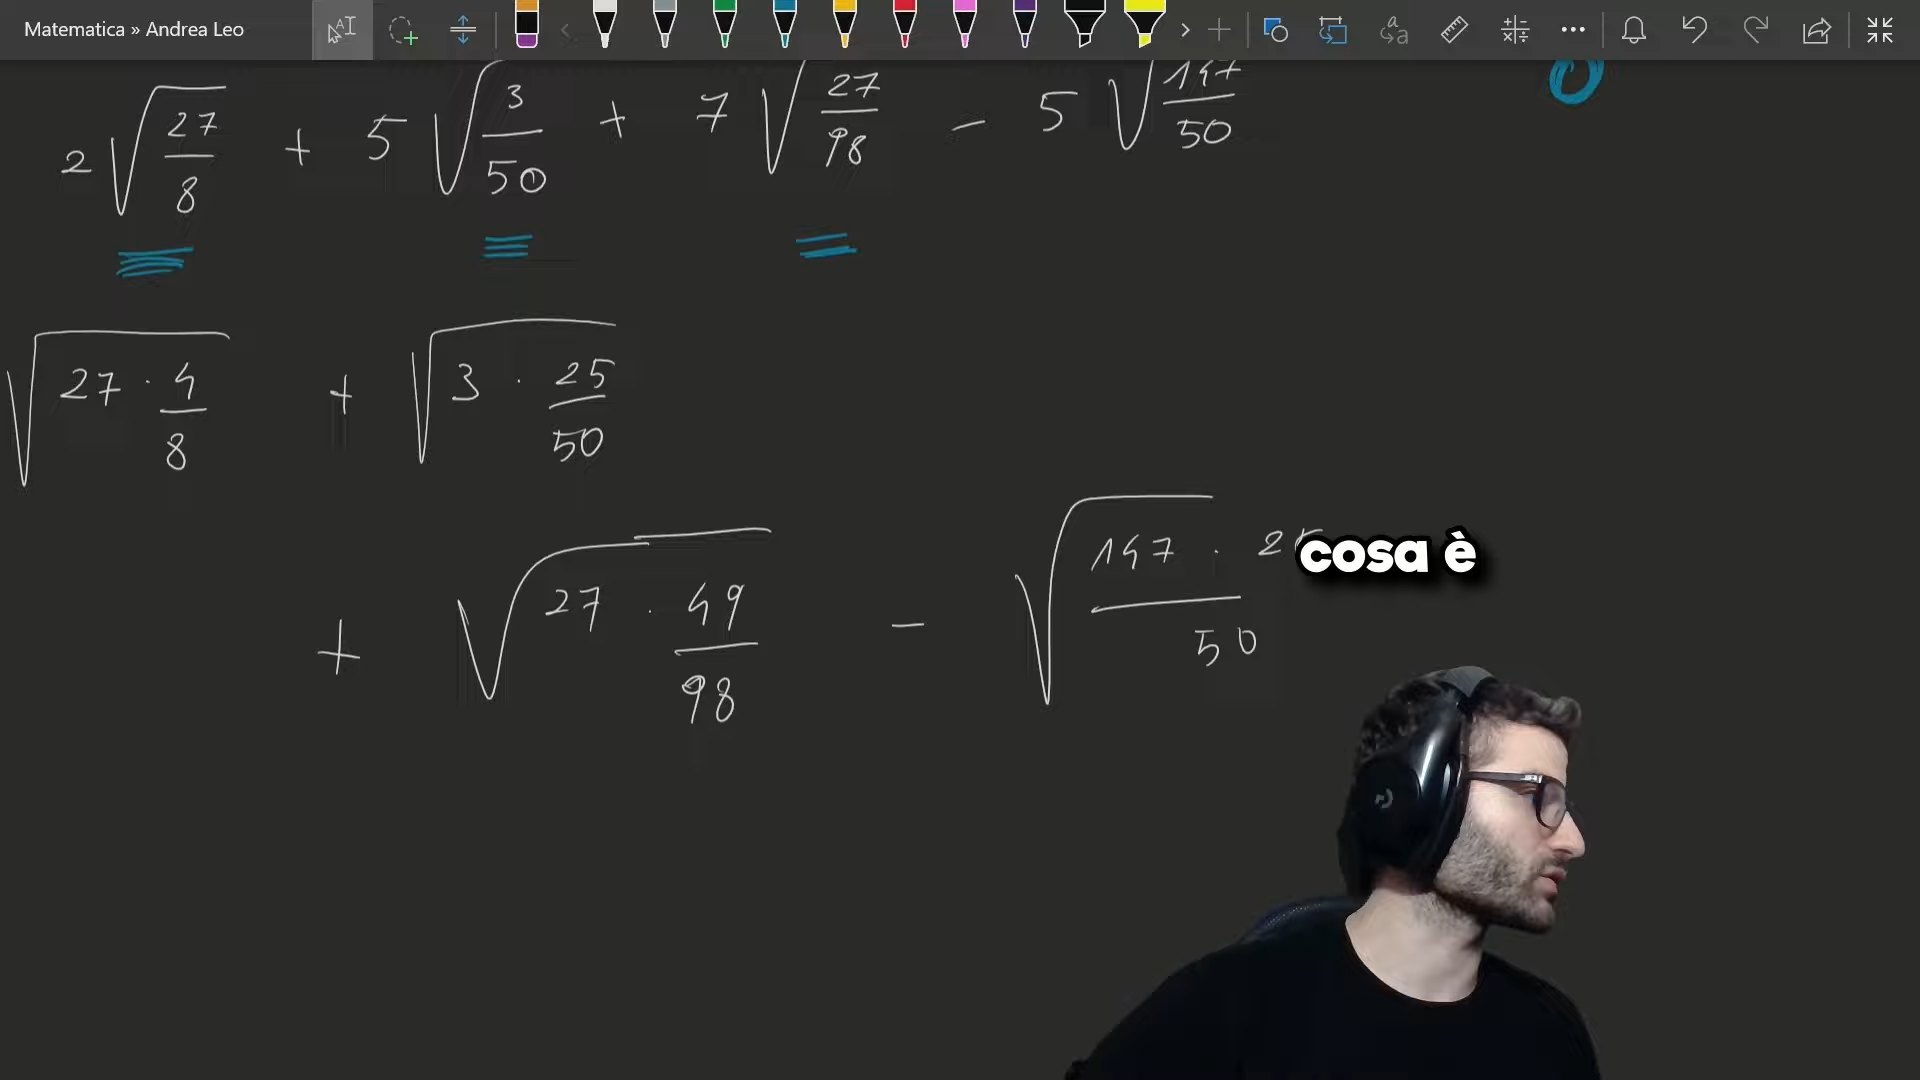 Matematica » Andrea Leo
2√(27/8) + 5√(3/50) + 7√(27/98) - 5√(147/50)
√(27 · 4/8) + √(3 · 25/50)
+ √(27 · 49/98) - √(147 · 2 /50)
cosa è